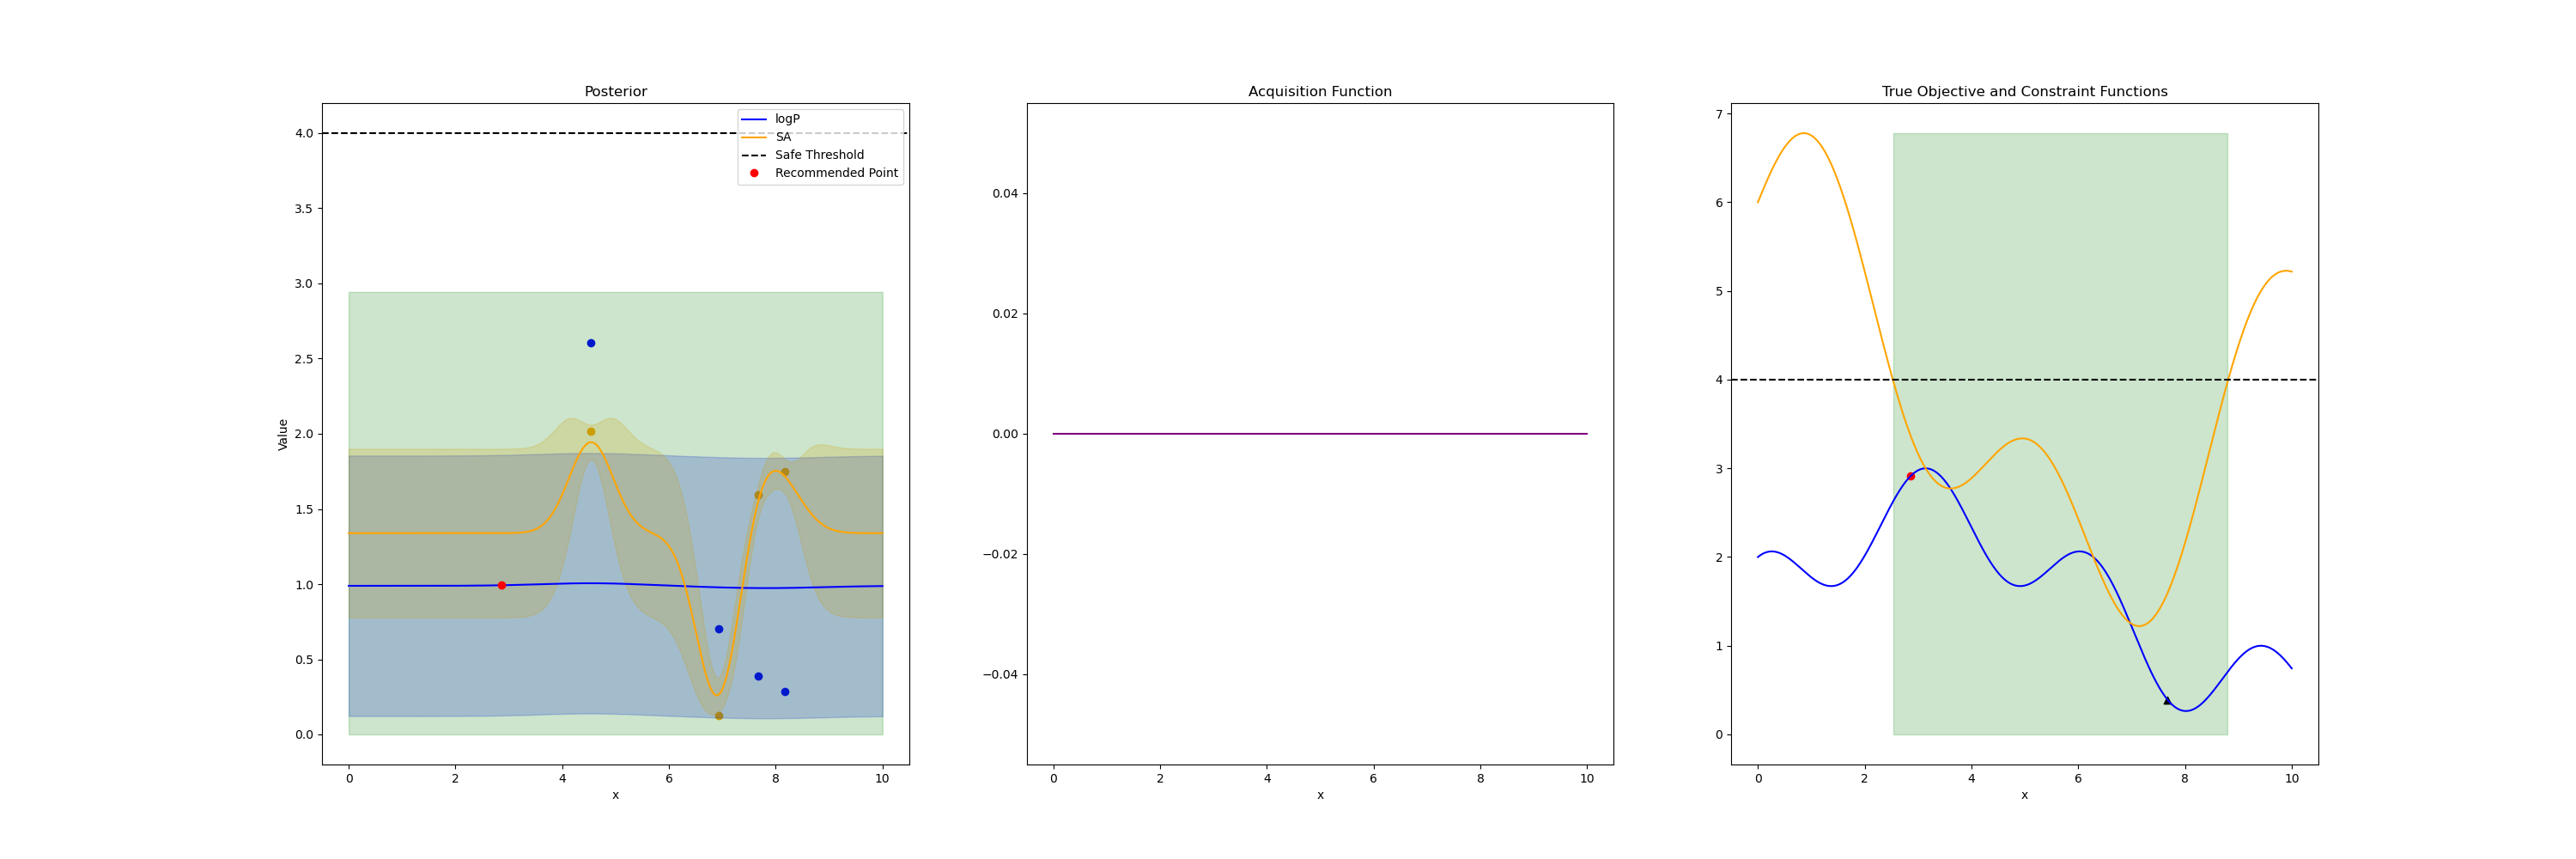 Posterior
4.0
3.5
3.0
2.5
2.0
1.5
1.0
0.5
0.0
Value
0 2 4 6 8 10
x
logP
SA
Safe Threshold
Recommended Point
Acquisition Function
0.04
0.02
0.00
−0.02
−0.04
0 2 4 6 8 10
x
True Objective and Constraint Functions
7
6
5
4
3
2
1
0
0 2 4 6 8 10
x